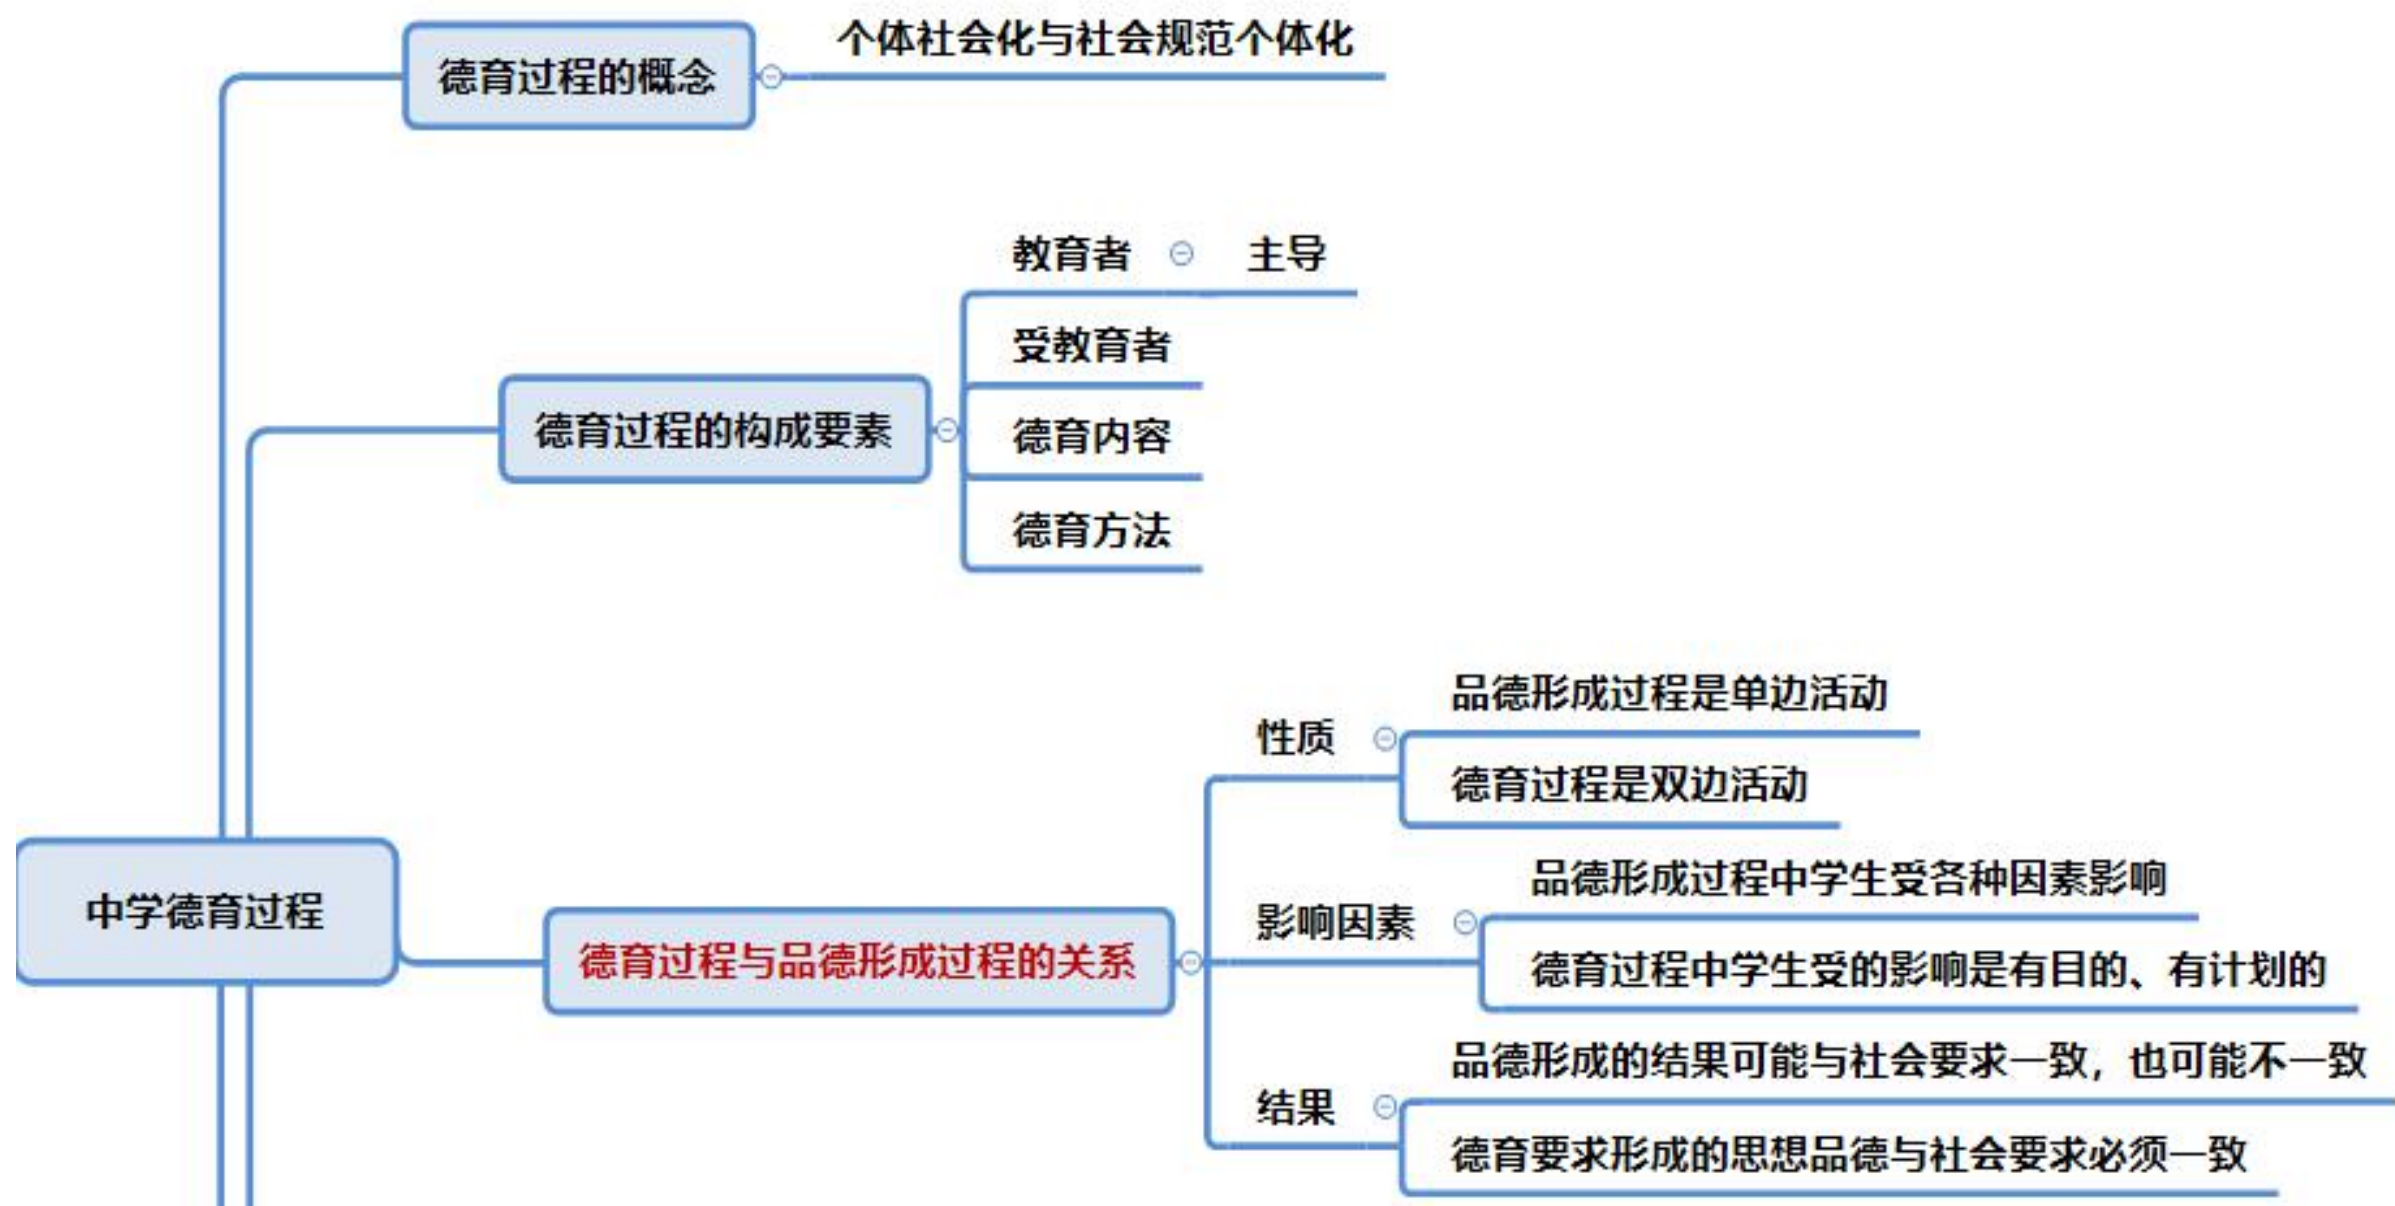 个体社会化与社会规范个体化
德育过程的概念
教育者 主导
受教育者
德育过程的构成要素
德育内容
德育方法
品德形成过程是单边活动
性质
德育过程是双边活动
品德形成过程中学生受各种因素影响
中学德育过程
影响因素
德育过程与品德形成过程的关系
德育过程中学生受的影响是有目的、有计划的
品德形成的结果可能与社会要求一致，也可能不一致
结果
德育要求形成的思想品德与社会要求必须一致